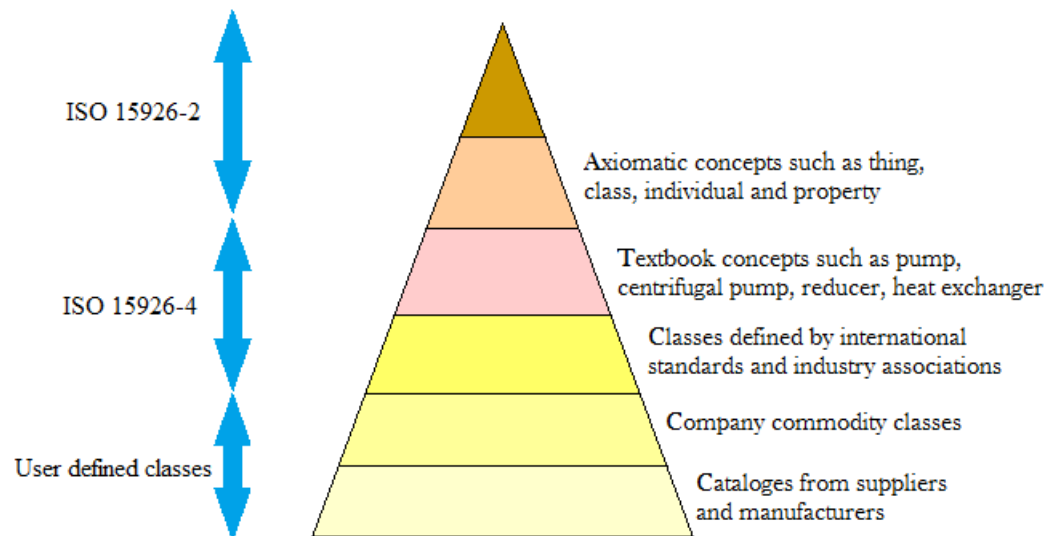 ISO 15926-2
Axiomatic concepts such as thing,
class, individual and property
Textbook concepts such as pump,
centrifugal pump, reducer, heat exchanger
ISO 15926-4
Classes defined by international
standards and industry associations
Company commodity classes
User defined classes
Cataloges from suppliers
and manufacturers